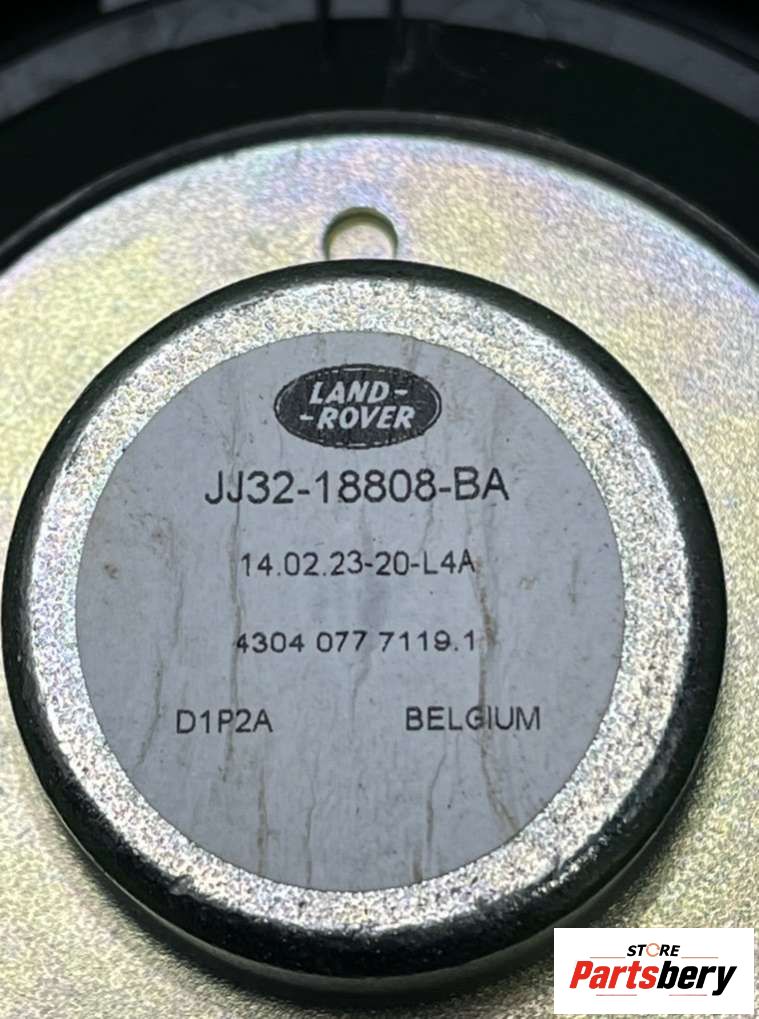 LAND-
-ROVER
JJ32-18808-BA
14.02.23-20-L4A
4304 077 7119.1
D1P2A BELGIUM
STORE
Partsbery